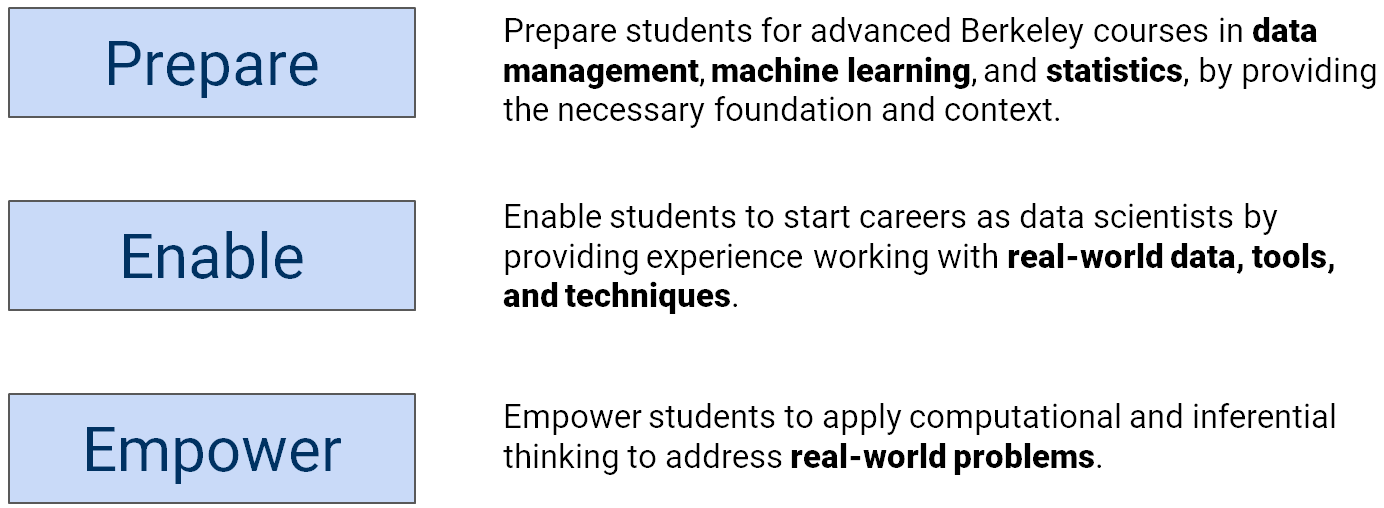 Prepare
Prepare students for advanced Berkeley courses in data
management, machine learning, and statistics, by providing
the necessary foundation and context.
Enable
Enable students to start careers as data scientists by
providing experience working with real-world data, tools,
and techniques.
Empower
Empower students to apply computational and inferential
thinking to address real-world problems.